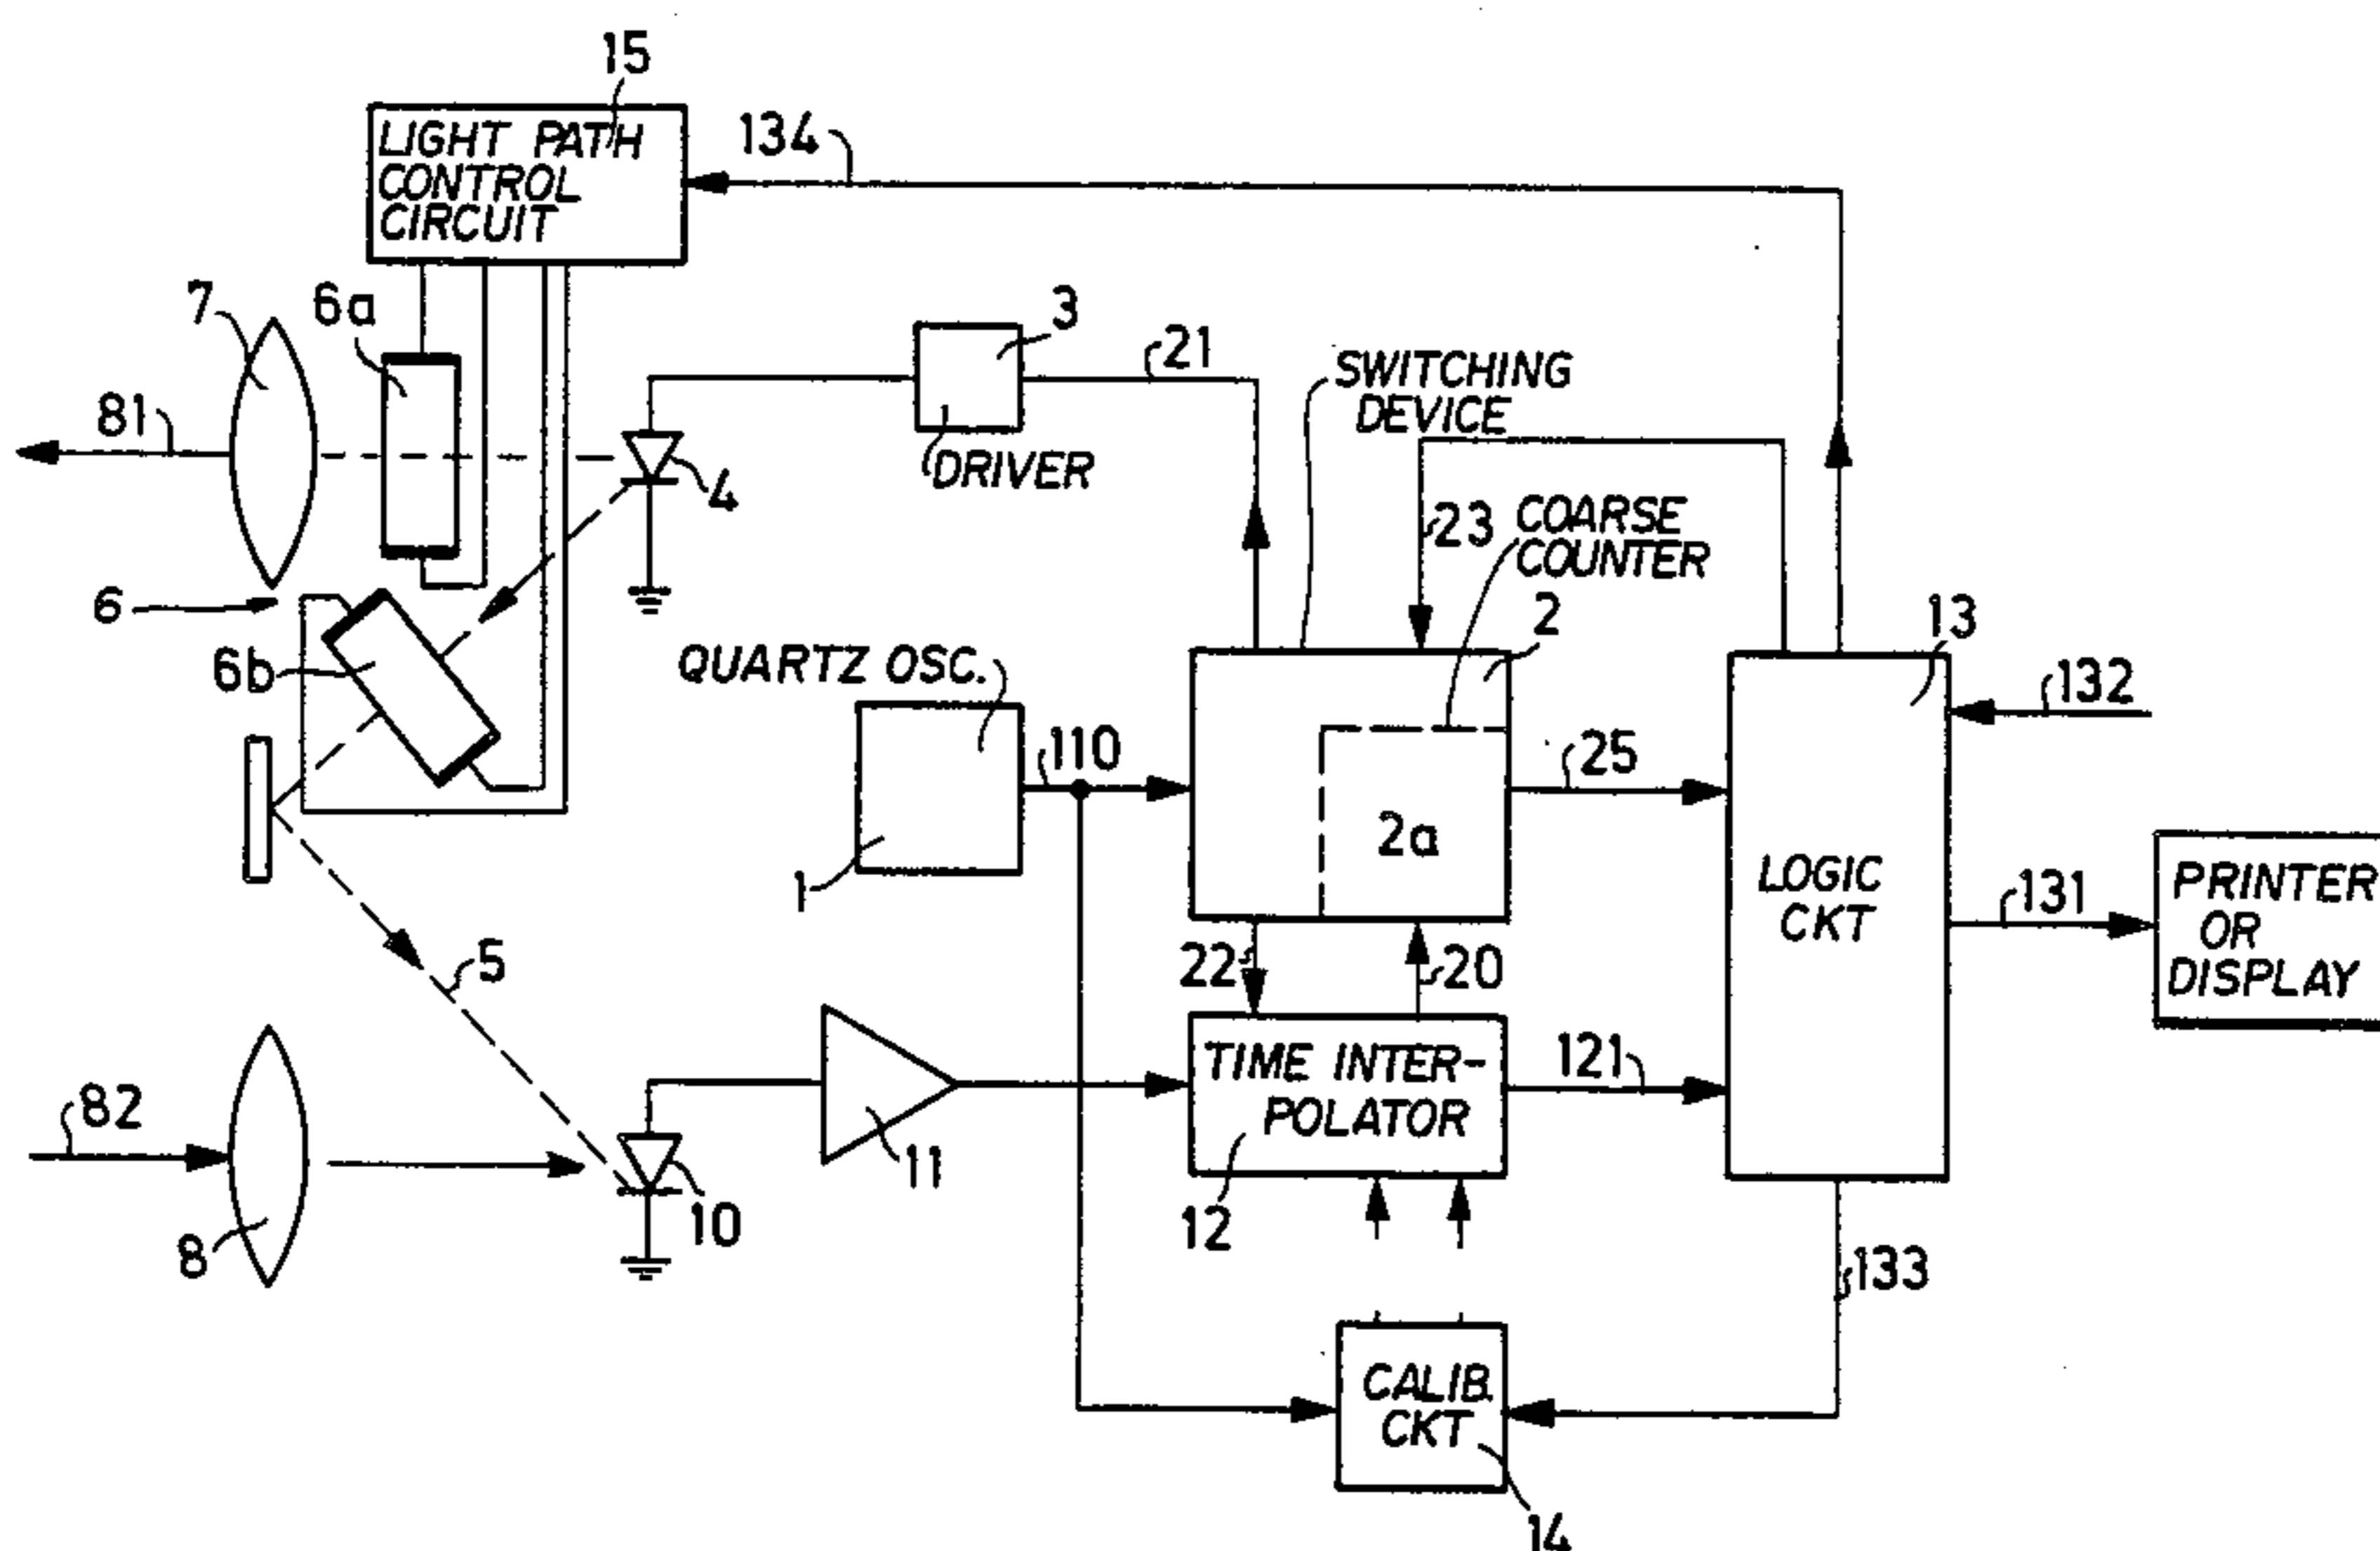 15
LIGHT PATH
CONTROL
CIRCUIT
134
7
6a
3
21
SWITCHING
DEVICE
81
DRIVER
4
23
COARSE
COUNTER
6
2
13
6b
QUARTZ OSC.
132
110
25
2a
1
LOGIC
CKT
131
PRINTER
OR
DISPLAY
5
22
20
TIME INTER-
POLATOR
121
82
11
10
12
8
133
CALIB.
CKT
14